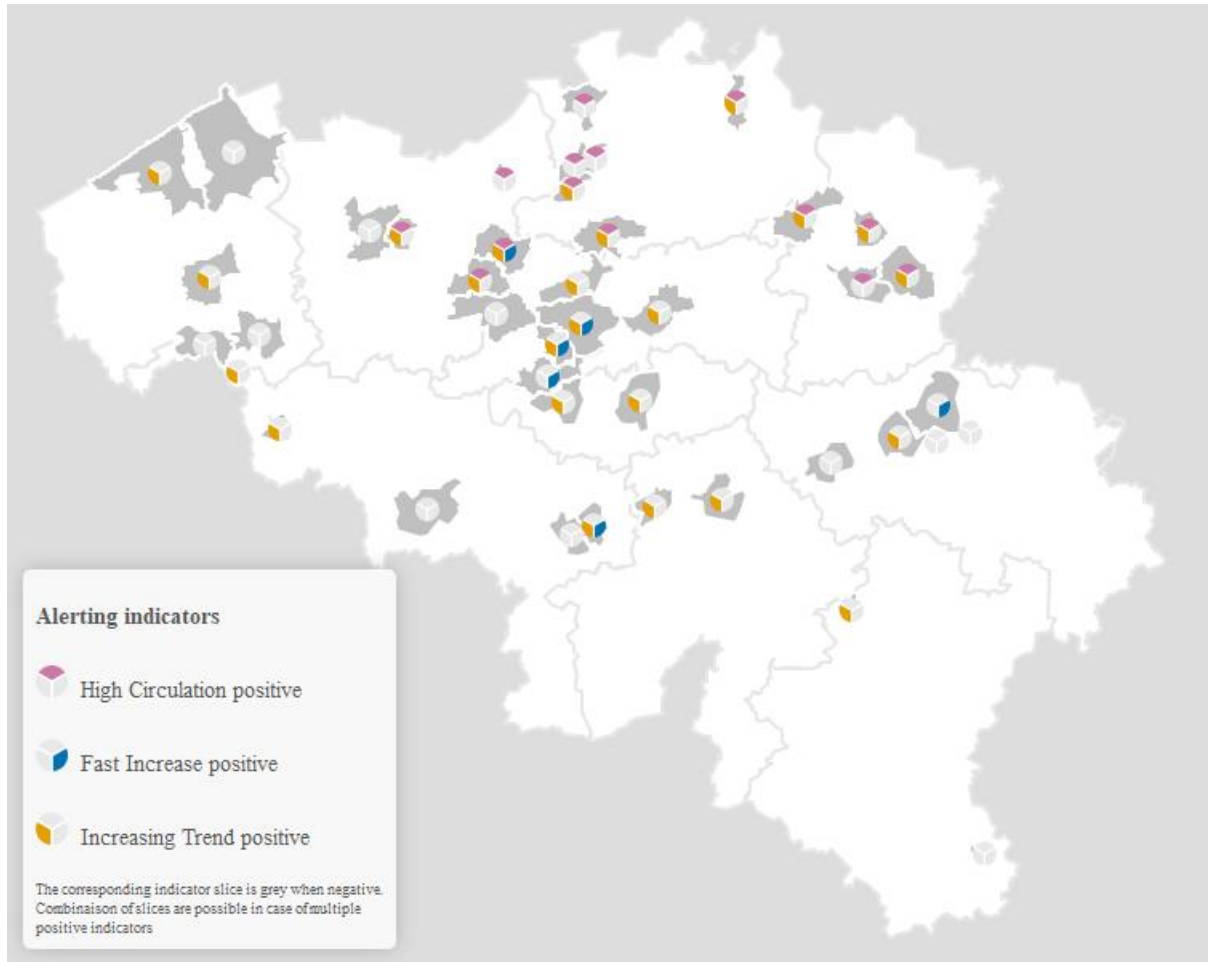 Alerting indicators
High Circulation positive
Fast Increase positive
Increasing Trend positive
The corresponding indicator slice is grey when negative.
Combinaison of slices are possible in case of multiple
positive indicators